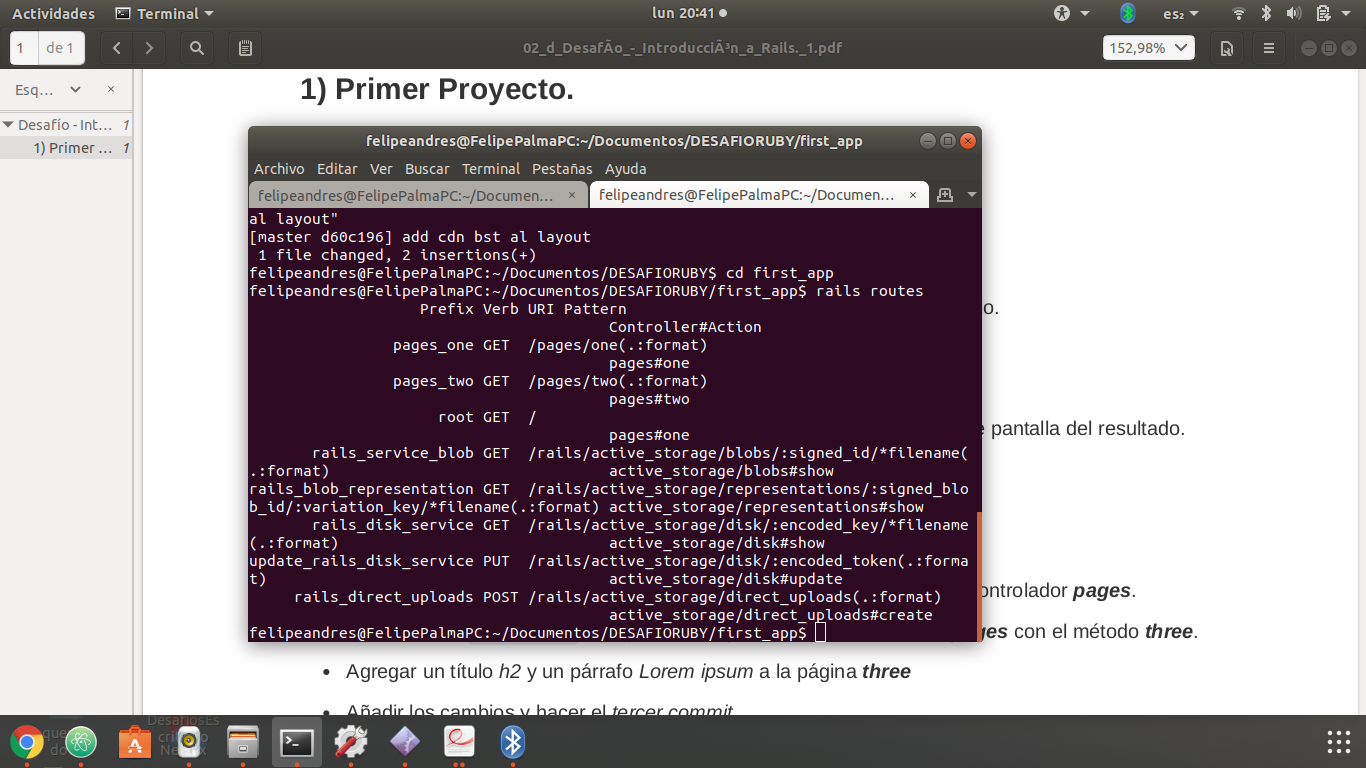 Actividades Terminal lun 20:41 es₂
1 de 1 02_d_DesafÃo_-_IntroducciÃ³n_a_Rails._1.pdf 152,98%
Esq...
Desafío - Int... 1
1) Primer ... 1
1) Primer Proyecto.
felipeandres@FelipePalmaPC:~/Documentos/DESAFIORUBY/first_app
Archivo Editar Ver Buscar Terminal Pestañas Ayuda
felipeandres@FelipePalmaPC:~/Documen... × felipeandres@FelipePalmaPC:~/Documen... ×
al layout"
[master d60c196] add cdn bst al layout
1 file changed, 2 insertions(+)
felipeandres@FelipePalmaPC:~/Documentos/DESAFIORUBY$ cd first_app
felipeandres@FelipePalmaPC:~/Documentos/DESAFIORUBY/first_app$ rails routes
Prefix Verb URI Pattern
Controller#Action
pages_one GET /pages/one(.:format)
pages#one
pages_two GET /pages/two(.:format)
pages#two
root GET /
pages#one
rails_service_blob GET /rails/active_storage/blobs/:signed_id/*filename(
.:format) active_storage/blobs#show
rails_blob_representation GET /rails/active_storage/representations/:signed_blo
b_id/:variation_key/*filename(.:format) active_storage/representations#show
rails_disk_service GET /rails/active_storage/disk/:encoded_key/*filename
(.:format) active_storage/disk#show
update_rails_disk_service PUT /rails/active_storage/disk/:encoded_token(.:forma
t) active_storage/disk#update
rails_direct_uploads POST /rails/active_storage/direct_uploads(.:format)
active_storage/direct_uploads#create
felipeandres@FelipePalmaPC:~/Documentos/DESAFIORUBY/first_app$
o.
e pantalla del resultado.
ontrolador pages.
ges con el método three.
• Agregar un título h2 y un párrafo Lorem ipsum a la página three
• Añadir los cambios y hacer el tercer commit